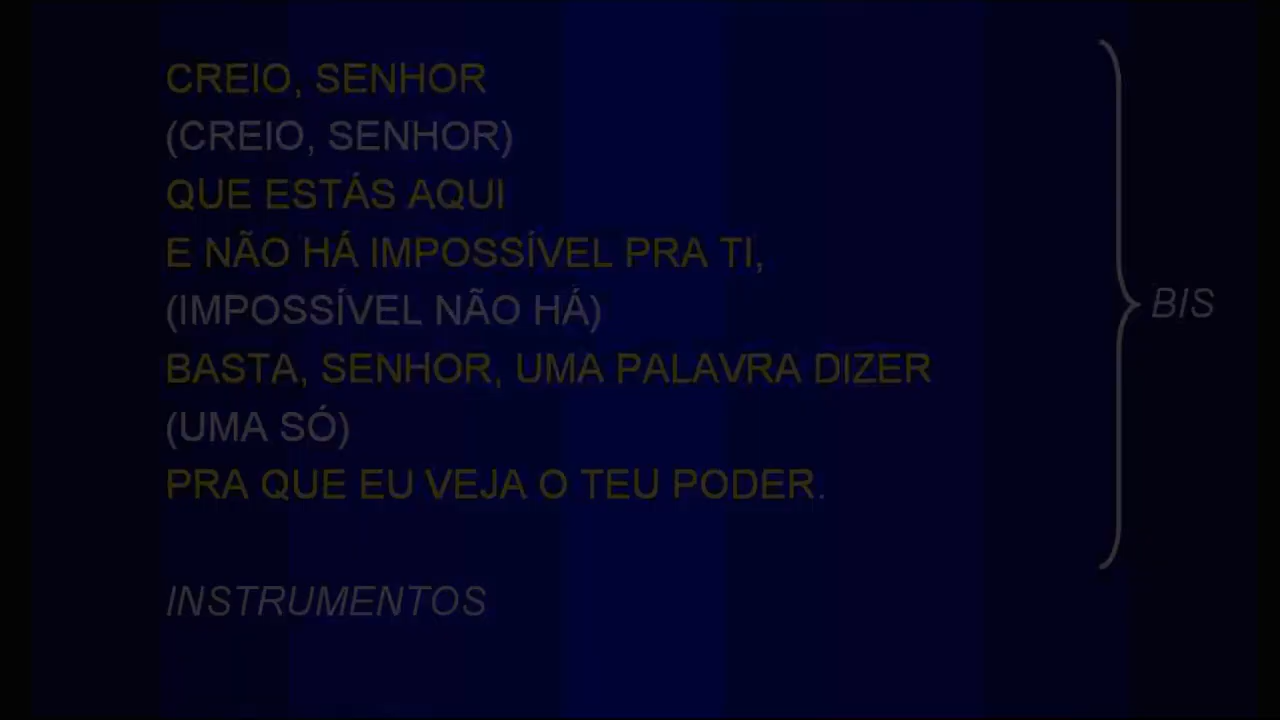 CREIO, SENHOR
(CREIO, SENHOR)
QUE ESTÁS AQUI
E NÃO HÁ IMPOSSÍVEL PRA TI,
(IMPOSSÍVEL NÃO HÁ)
BIS
BASTA, SENHOR, UMA PALAVRA DIZER
(UMA SÓ)
PRA QUE EU VEJA O TEU PODER.
INSTRUMENTOS